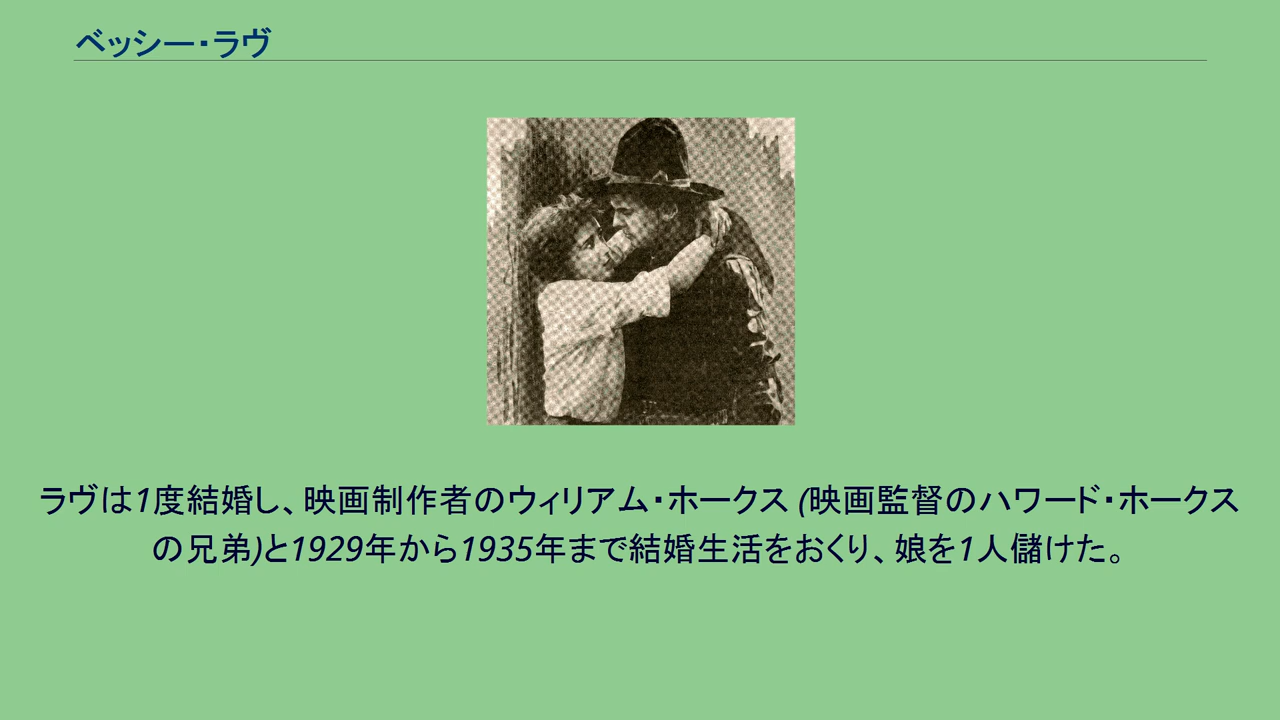 ベッシー・ラヴ
ラヴは1度結婚し、映画制作者のウィリアム・ホークス (映画監督のハワード・ホークス
の兄弟)と1929年から1935年まで結婚生活をおくり、娘を1人儲けた。